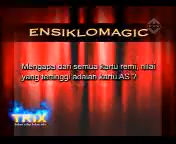 ENSIKLOMAGIC
Mengapa dari semua kartu remi, nilai
yang tertinggi adalah kartu AS ?
TRIX